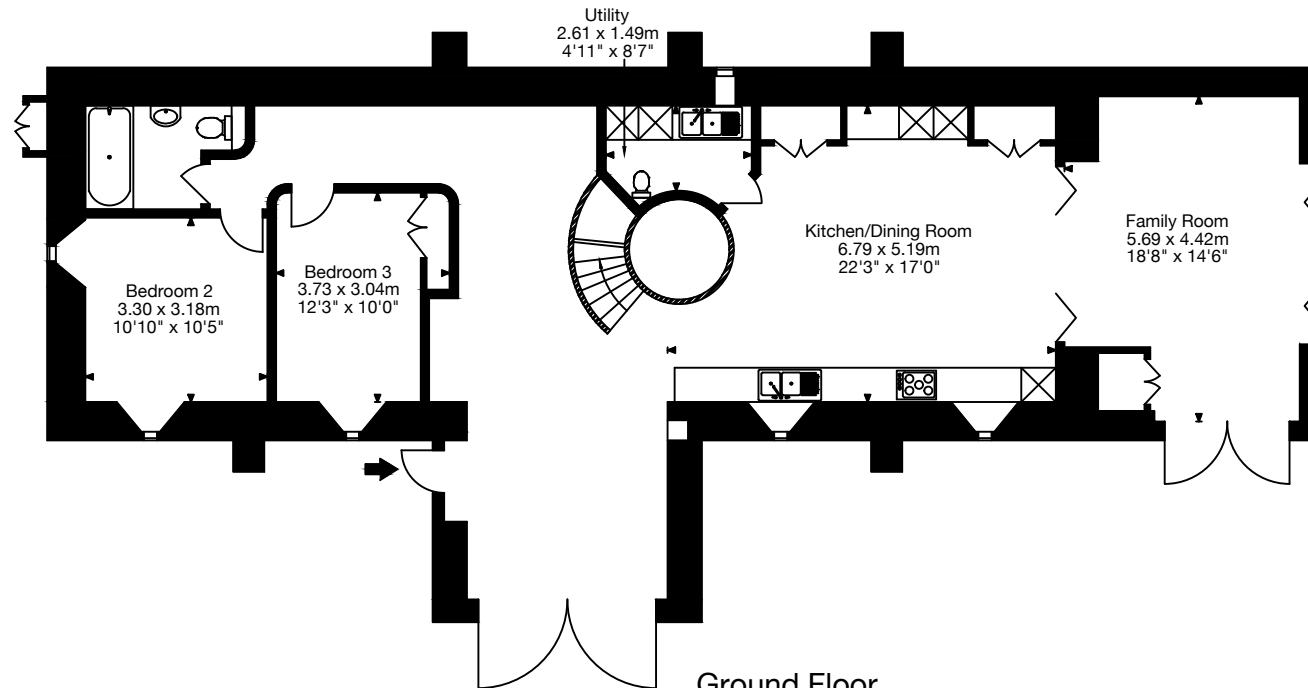 Utility
2.61 x 1.49m
4'11" x 8'7"
Kitchen/Dining Room
6.79 x 5.19m
22'3" x 17'0"
Family Room
5.69 x 4.42m
18'8" x 14'6"
Bedroom 3
3.73 x 3.04m
12'3" x 10'0"
Bedroom 2
3.30 x 3.18m
10'10" x 10'5"
Ground Floor